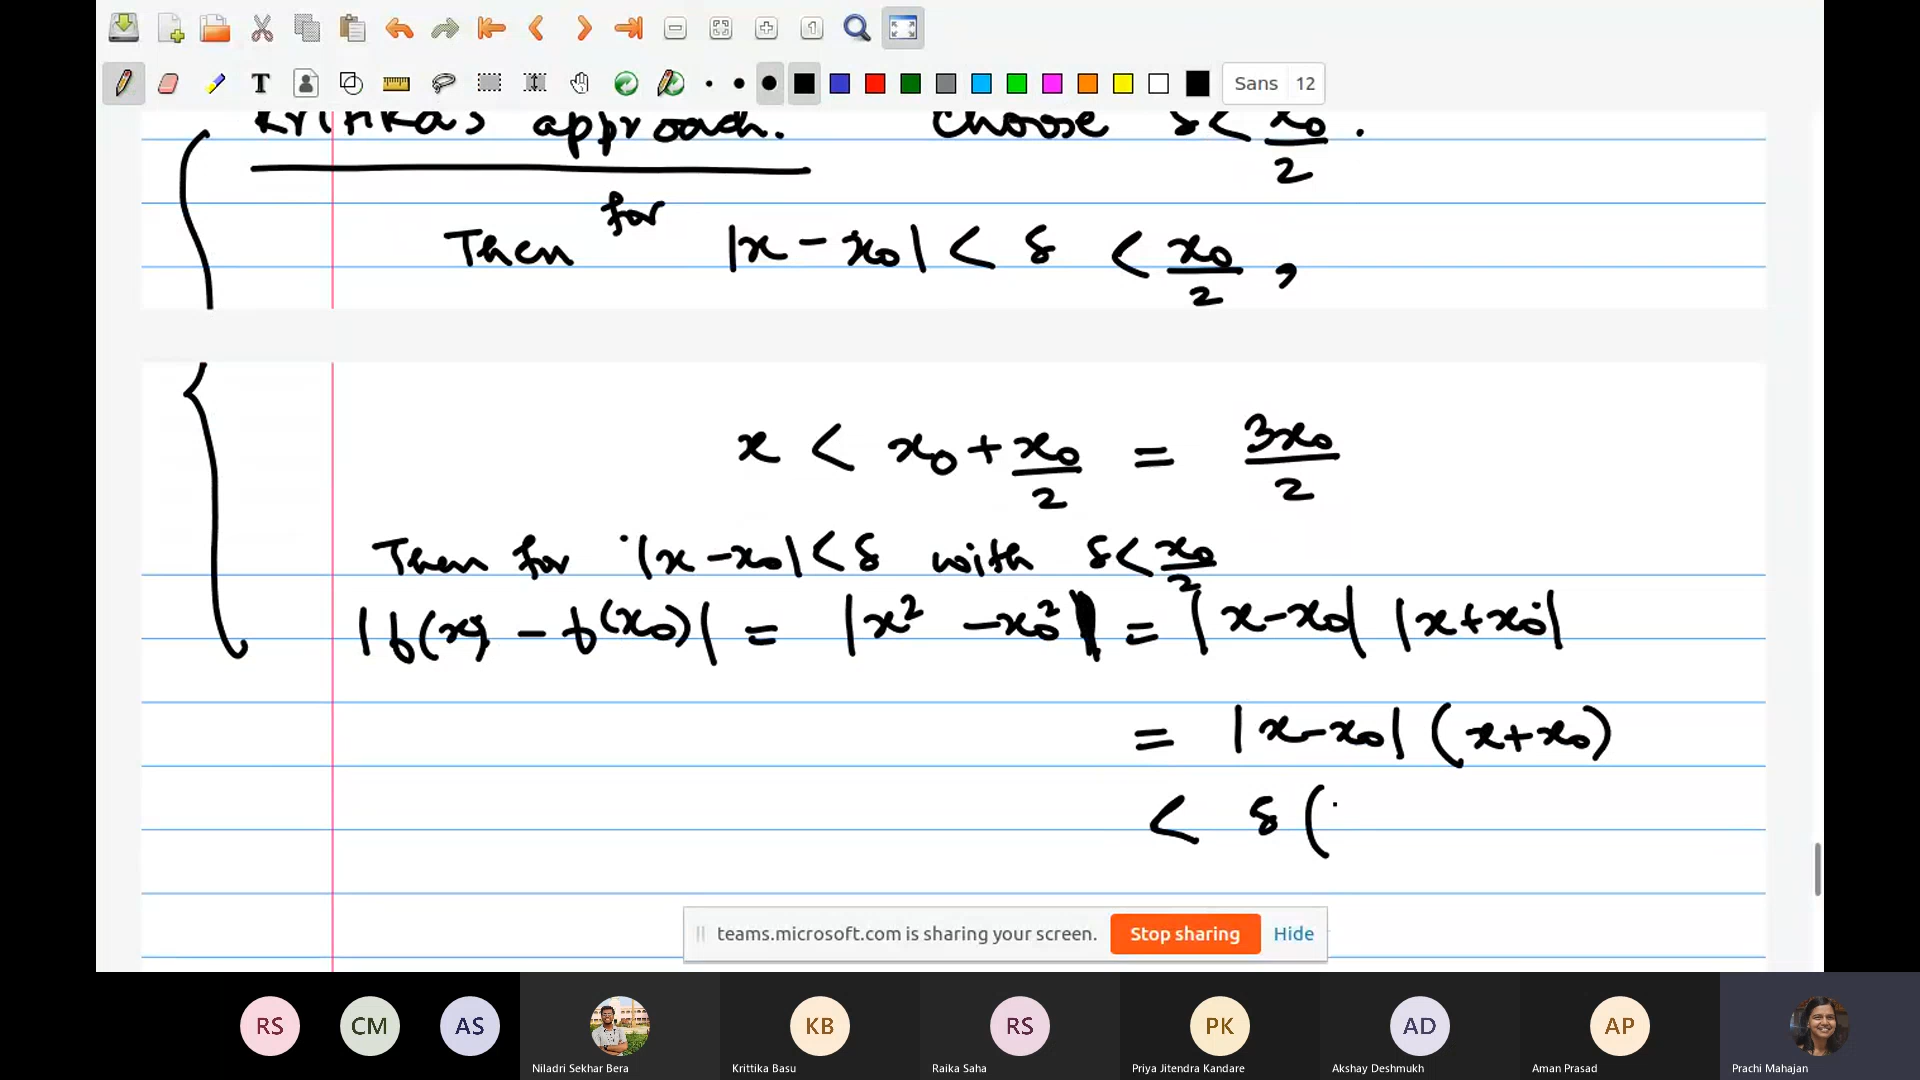 T Sans 12
Krittika's approach. Choose δ < x₀/2 .
Then for |x - x₀| < δ < x₀/2 ,
x < x₀ + x₀/2 = 3x₀/2
Then for |x - x₀| < δ with δ < x₀/2
|f(x) - f(x₀)| = |x² - x₀²| = |x - x₀| |x + x₀|
= |x - x₀| (x + x₀)
< δ (
teams.microsoft.com is sharing your screen. Stop sharing Hide
RS CM AS KB RS PK AD AP
Niladri Sekhar Bera Krittika Basu Raika Saha Priya Jitendra Kandare Akshay Deshmukh Aman Prasad Prachi Mahajan